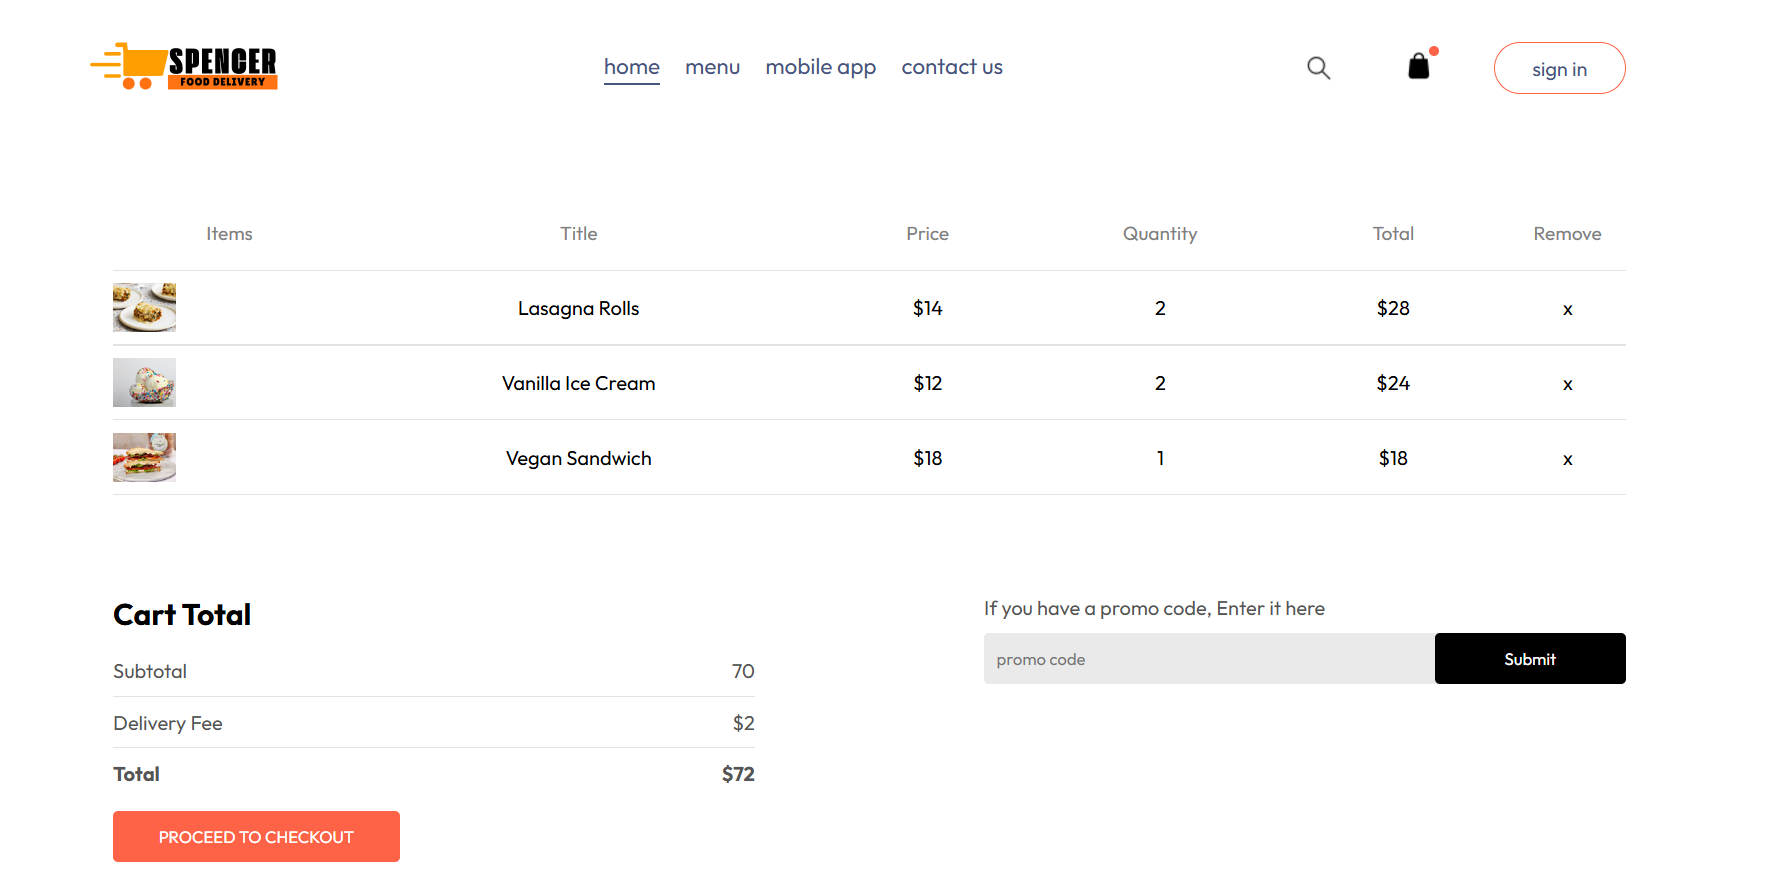 SPENCER
FOOD DELIVERY
home menu mobile app contact us sign in
Items Title Price Quantity Total Remove
Lasagna Rolls $14 2 $28 x
Vanilla Ice Cream $12 2 $24 x
Vegan Sandwich $18 1 $18 x
Cart Total
Subtotal 70
Delivery Fee $2
Total $72
PROCEED TO CHECKOUT
If you have a promo code, Enter it here
promo code Submit